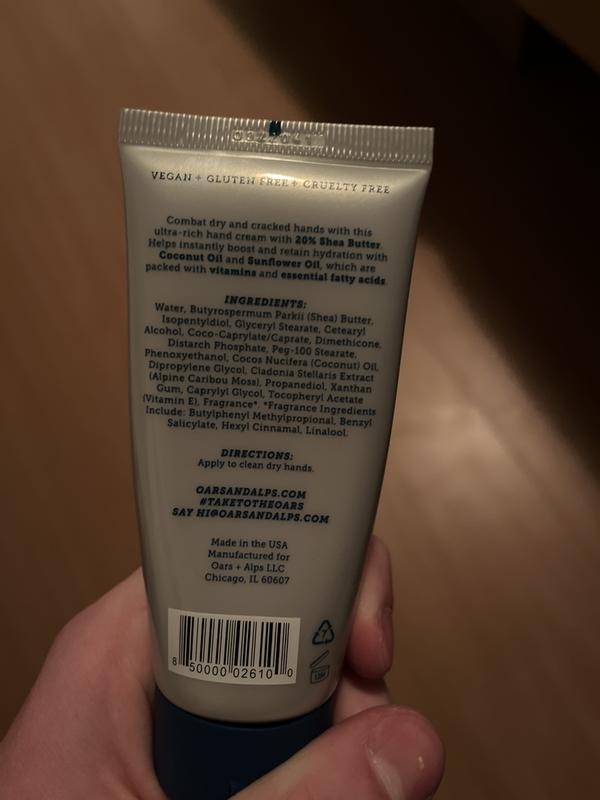 VEGAN + GLUTEN FREE + CRUELTY FREE
Combat dry and cracked hands with this
ultra-rich hand cream with 20% Shea Butter.
Helps instantly boost and retain hydration with
Coconut Oil and Sunflower Oil, which are
packed with vitamins and essential fatty acids.
INGREDIENTS:
Water, Butyrospermum Parkii (Shea) Butter,
Isopentyldiol, Glyceryl Stearate, Cetearyl
Alcohol, Coco-Caprylate/Caprate, Dimethicone,
Distarch Phosphate, Peg-100 Stearate,
Phenoxyethanol, Cocos Nucifera (Coconut) Oil,
Dipropylene Glycol, Cladonia Stellaris Extract
(Alpine Caribou Moss), Propanediol, Xanthan
Gum, Caprylyl Glycol, Tocopheryl Acetate
(Vitamin E), Fragrance*. *Fragrance Ingredients
Include: Butylphenyl Methylpropional, Benzyl
Salicylate, Hexyl Cinnamal, Linalool.
DIRECTIONS:
Apply to clean dry hands.
OARSANDALPS.COM
#TAKETOTHEOARS
SAY HI@OARSANDALPS.COM
Made in the USA
Manufactured for
Oars + Alps LLC
Chicago, IL 60607
7
8 50000 02610 0